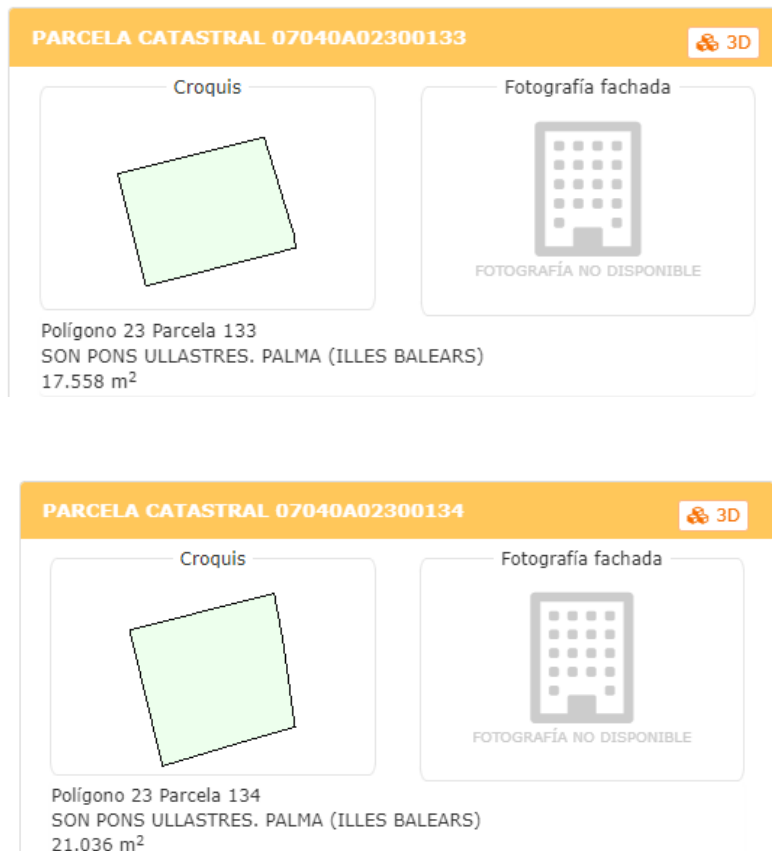 PARCELA CATASTRAL 07040A02300133
3D
Croquis
Fotografía fachada
FOTOGRAFÍA NO DISPONIBLE
Polígono 23 Parcela 133
SON PONS ULLASTRES. PALMA (ILLES BALEARS)
17.558 m²
PARCELA CATASTRAL 07040A02300134
3D
Croquis
Fotografía fachada
FOTOGRAFÍA NO DISPONIBLE
Polígono 23 Parcela 134
SON PONS ULLASTRES. PALMA (ILLES BALEARS)
21.036 m²